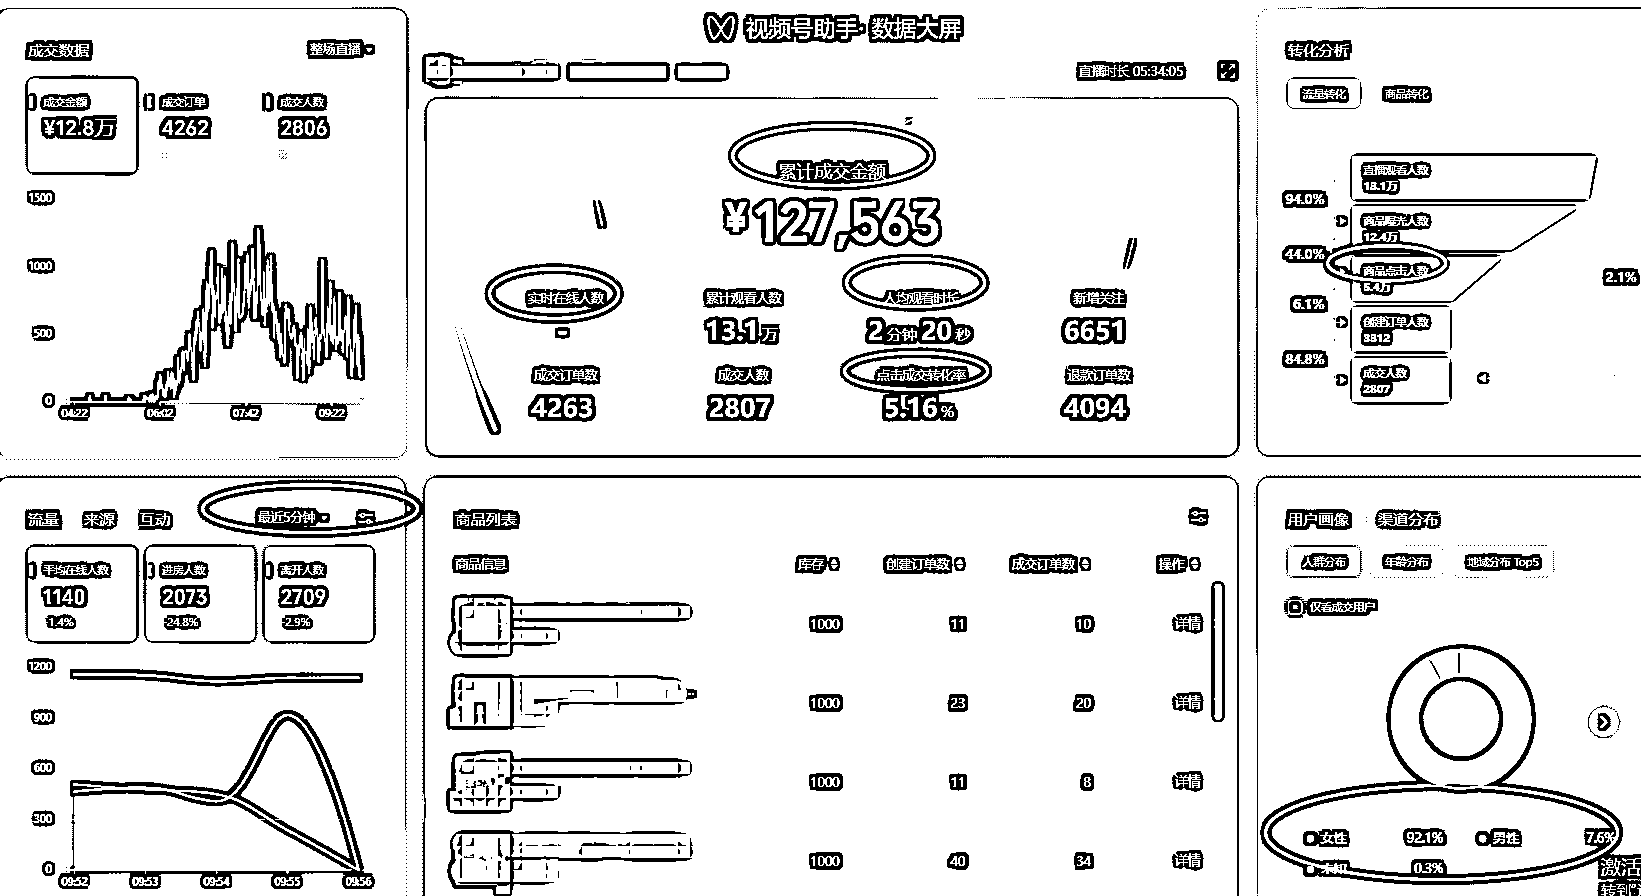 视频号助手·数据大屏
直播时长 05:34:05
成交数据
整场直播
成交金额
¥12.8万
成交订单
4262
成交人数
2806
1500
1000
500
0
04:22
06:02
07:42
09:22
累计成交金额
¥127,563
实时在线人数
0
累计观看人数
13.1万
人均观看时长
2分钟20秒
新增关注
6651
成交订单数
4263
成交人数
2807
点击成交转化率
5.16%
退款订单数
4094
转化分析
流量转化
商品转化
直播观看人数
13.1万
94.0%
商品曝光人数
12.4万
44.0%
商品点击人数
5.4万
6.1%
创建订单人数
3312
84.8%
成交人数
2807
2.1%
流量
来源
互动
最近5分钟
平均在线人数
1140
-1.4%
进房人数
2073
-24.8%
离开人数
2709
-2.9%
1200
900
600
300
0
09:52
09:53
09:54
09:55
09:56
商品列表
商品信息
库存
创建订单数
成交订单数
操作
1000
11
10
详情
1000
23
20
详情
1000
11
8
详情
1000
40
34
详情
用户画像
渠道分布
人群分布
年龄分布
地域分布 Top5
仅看成交用户
女性
92.1%
男性
7.6%
未知
0.3%
激活
转到